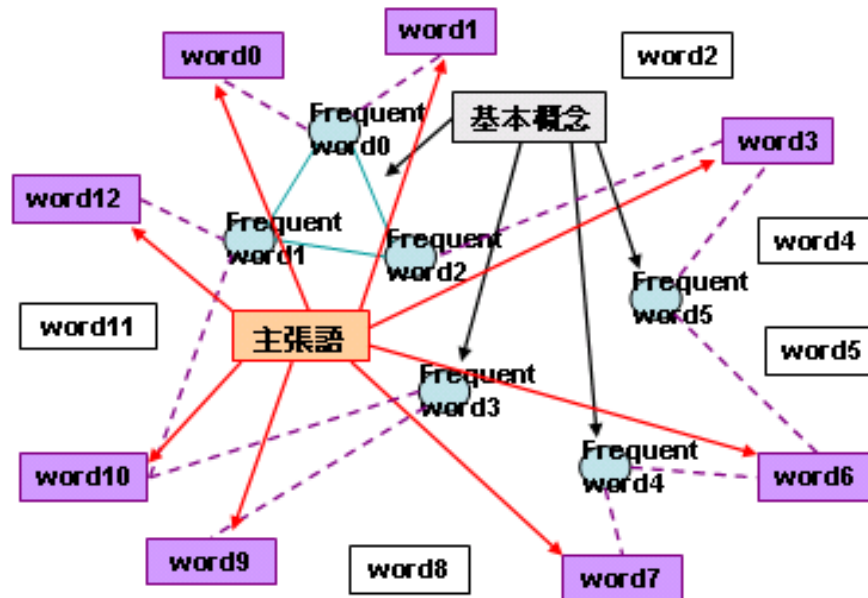 word1
word0
word2
Frequent
word0
基本概念
word3
word12
Frequent
word1
Frequent
word2
word4
Frequent
word5
word11
主張語
word5
Frequent
word3
Frequent
word4
word10
word6
word9
word8
word7